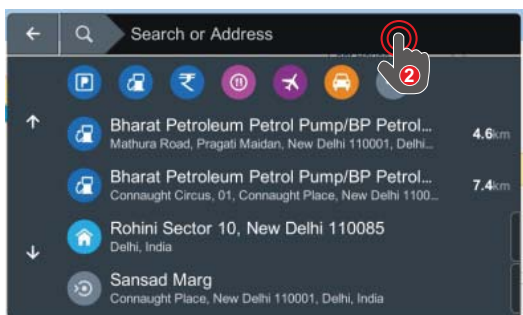 Search or Address
2
P ₹
Bharat Petroleum Petrol Pump/BP Petrol...
Mathura Road, Pragati Maidan, New Delhi 110001, Delhi...
4.6km
Bharat Petroleum Petrol Pump/BP Petrol...
Connaught Circus, 01, Connaught Place, New Delhi 1100...
7.4km
Rohini Sector 10, New Delhi 110085
Delhi, India
Sansad Marg
Connaught Place, New Delhi 110001, Delhi, India